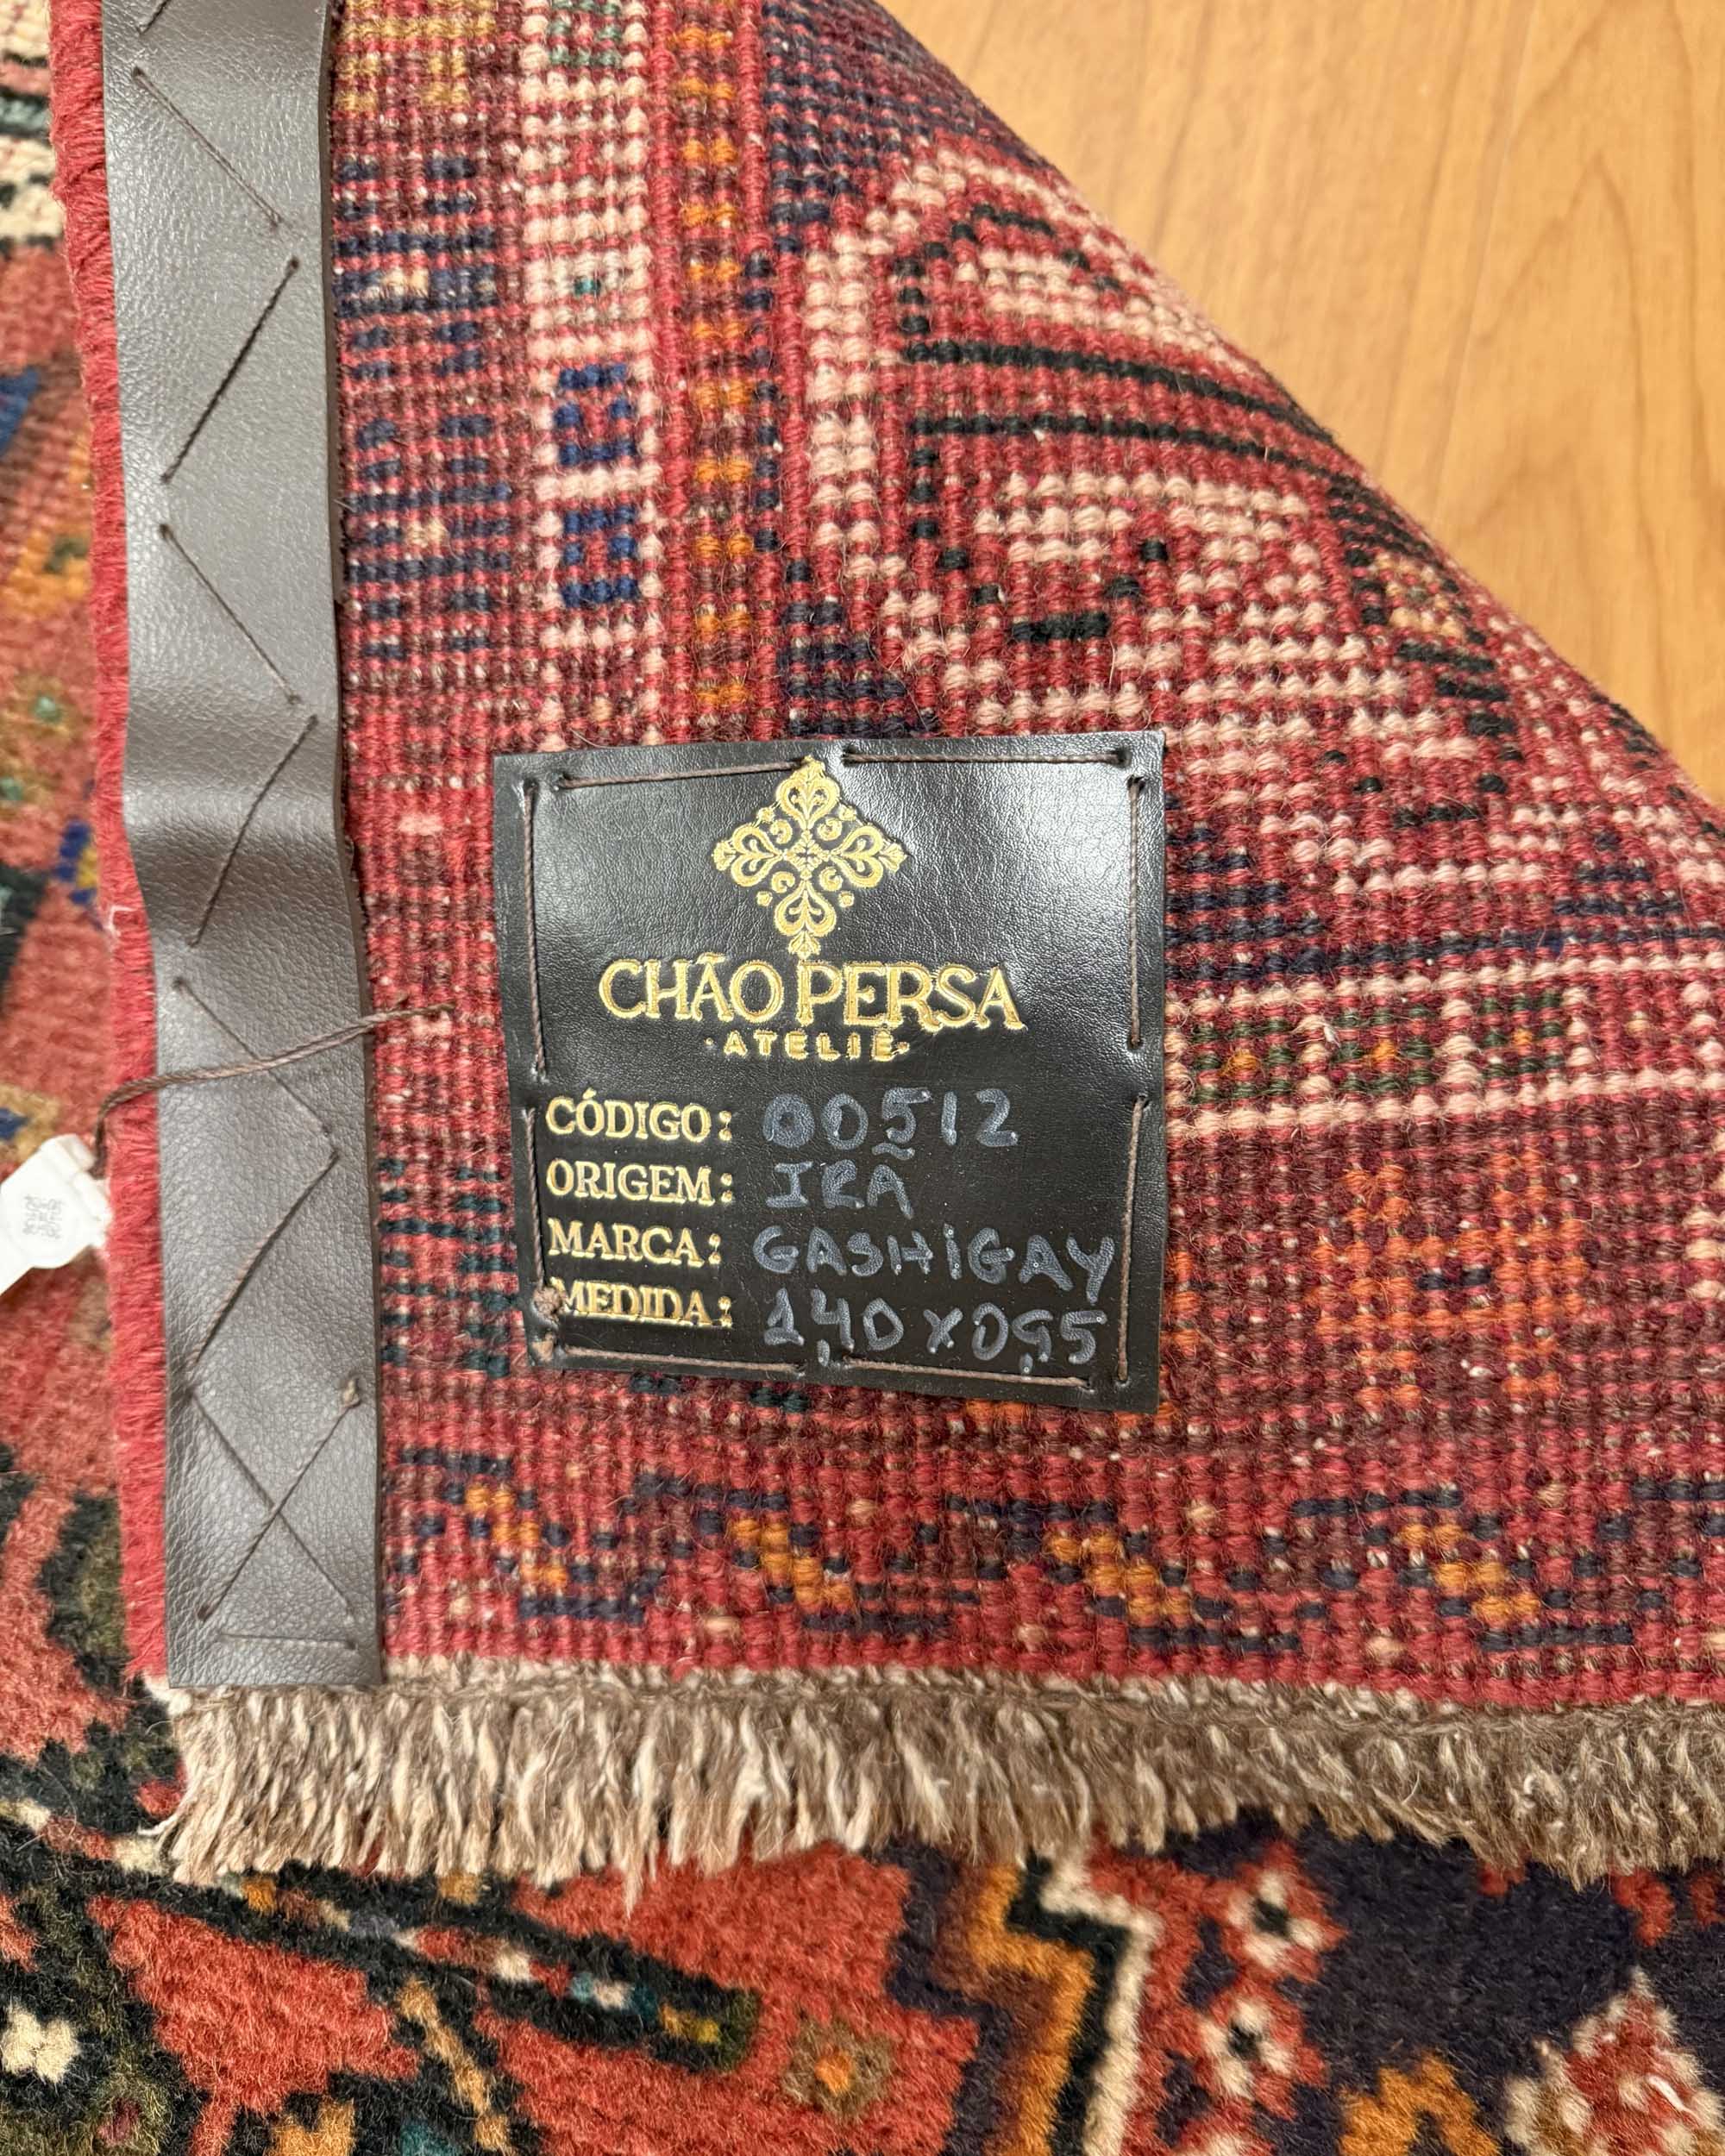 CHÃO PERSA
·ATELIÊ·
CÓDIGO: 00512
ORIGEM: IRÃ
MARCA: GASHIGAY
MEDIDA: 1,40 x 0,95